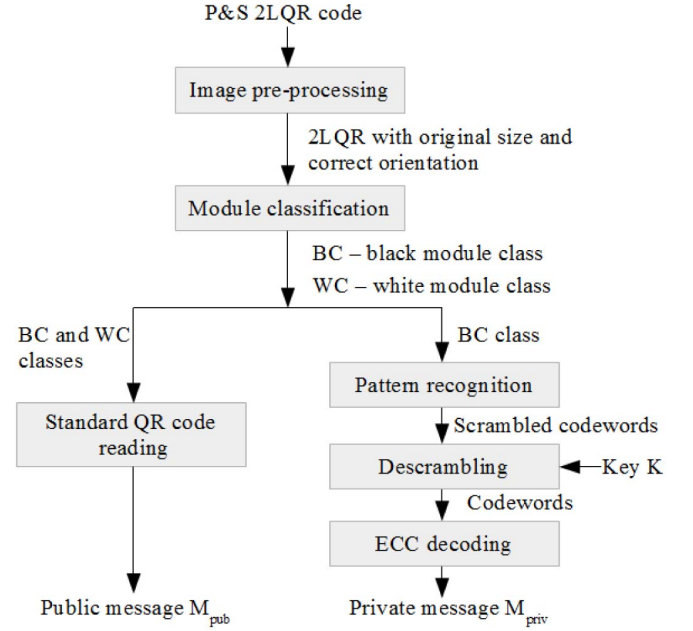 P&S 2LQR code
Image pre-processing
2LQR with original size and
correct orientation
Module classification
BC – black module class
WC – white module class
BC and WC
classes
BC class
Pattern recognition
Standard QR code
reading
Scrambled codewords
Descrambling
Key K
Codewords
ECC decoding
Public message M_pub
Private message M_priv